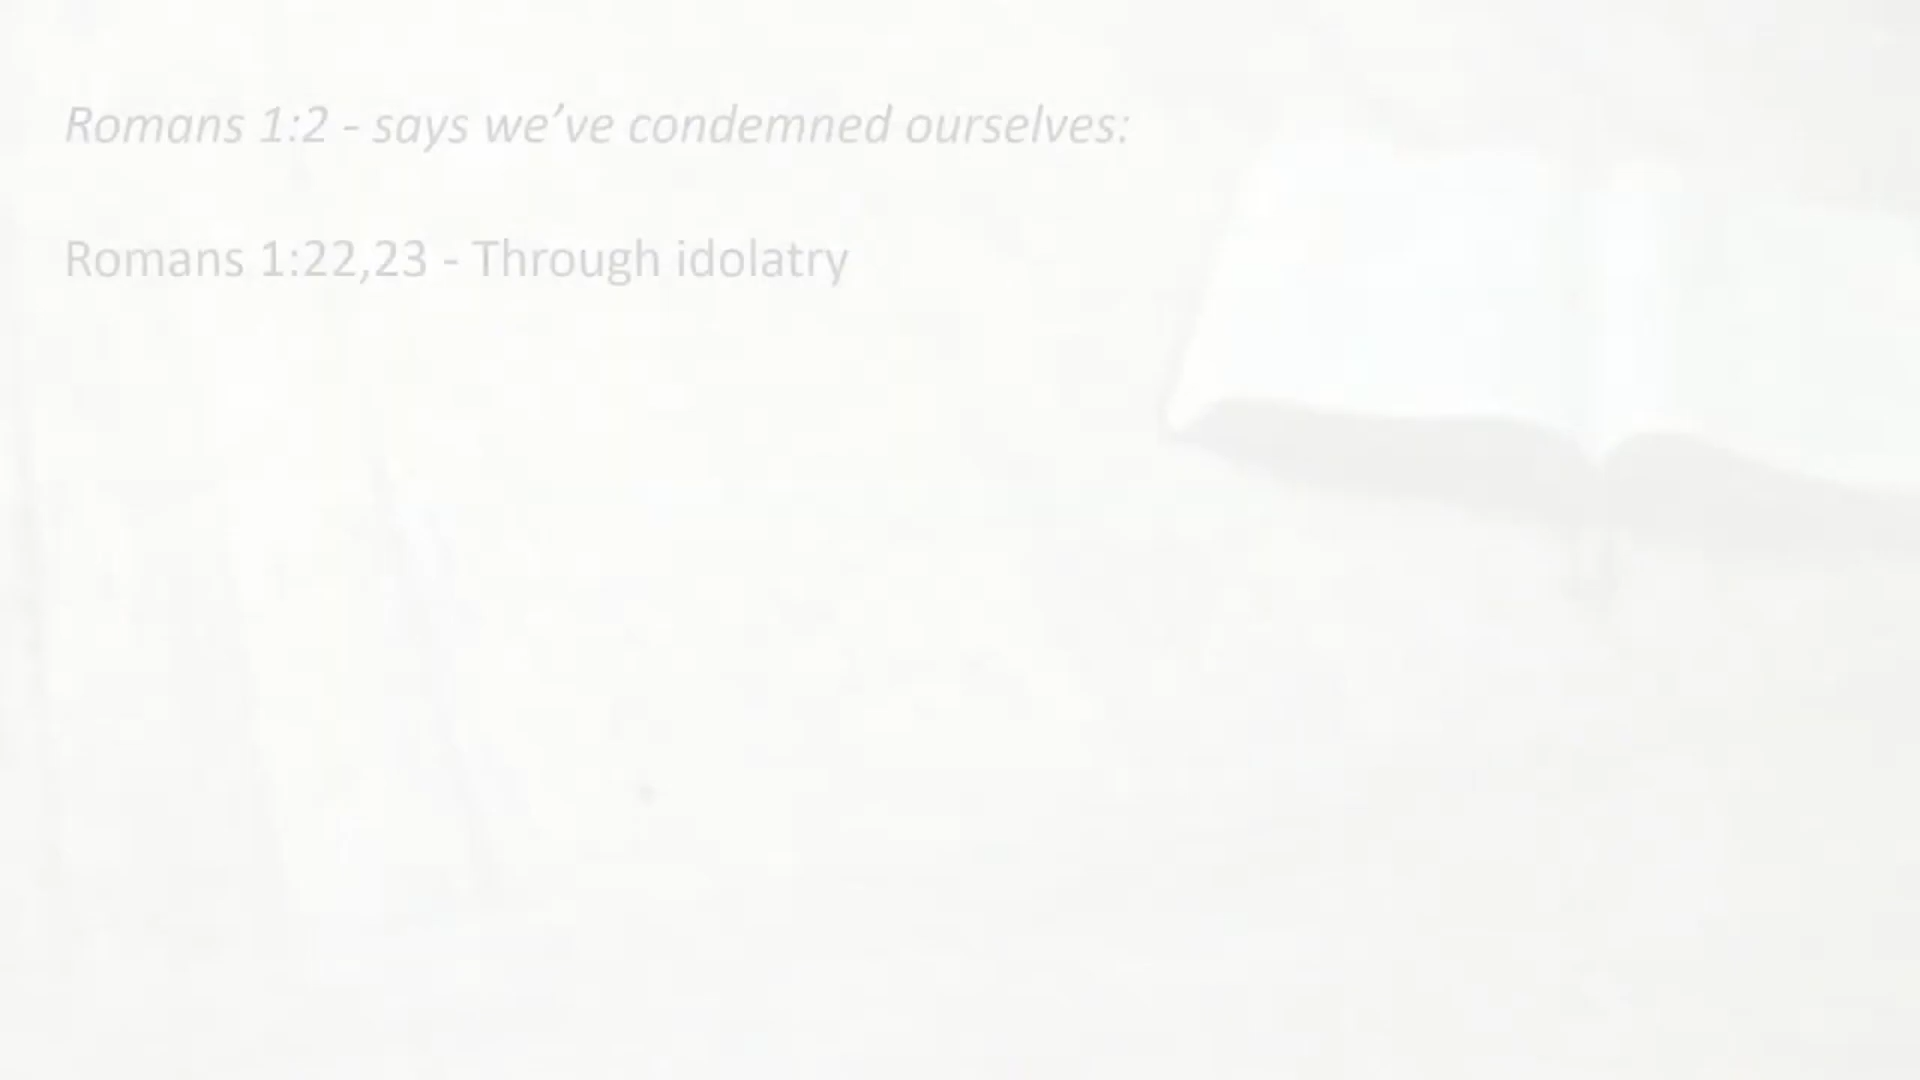 Romans 1:2 - says we’ve condemned ourselves:
Romans 1:22,23 - Through idolatry